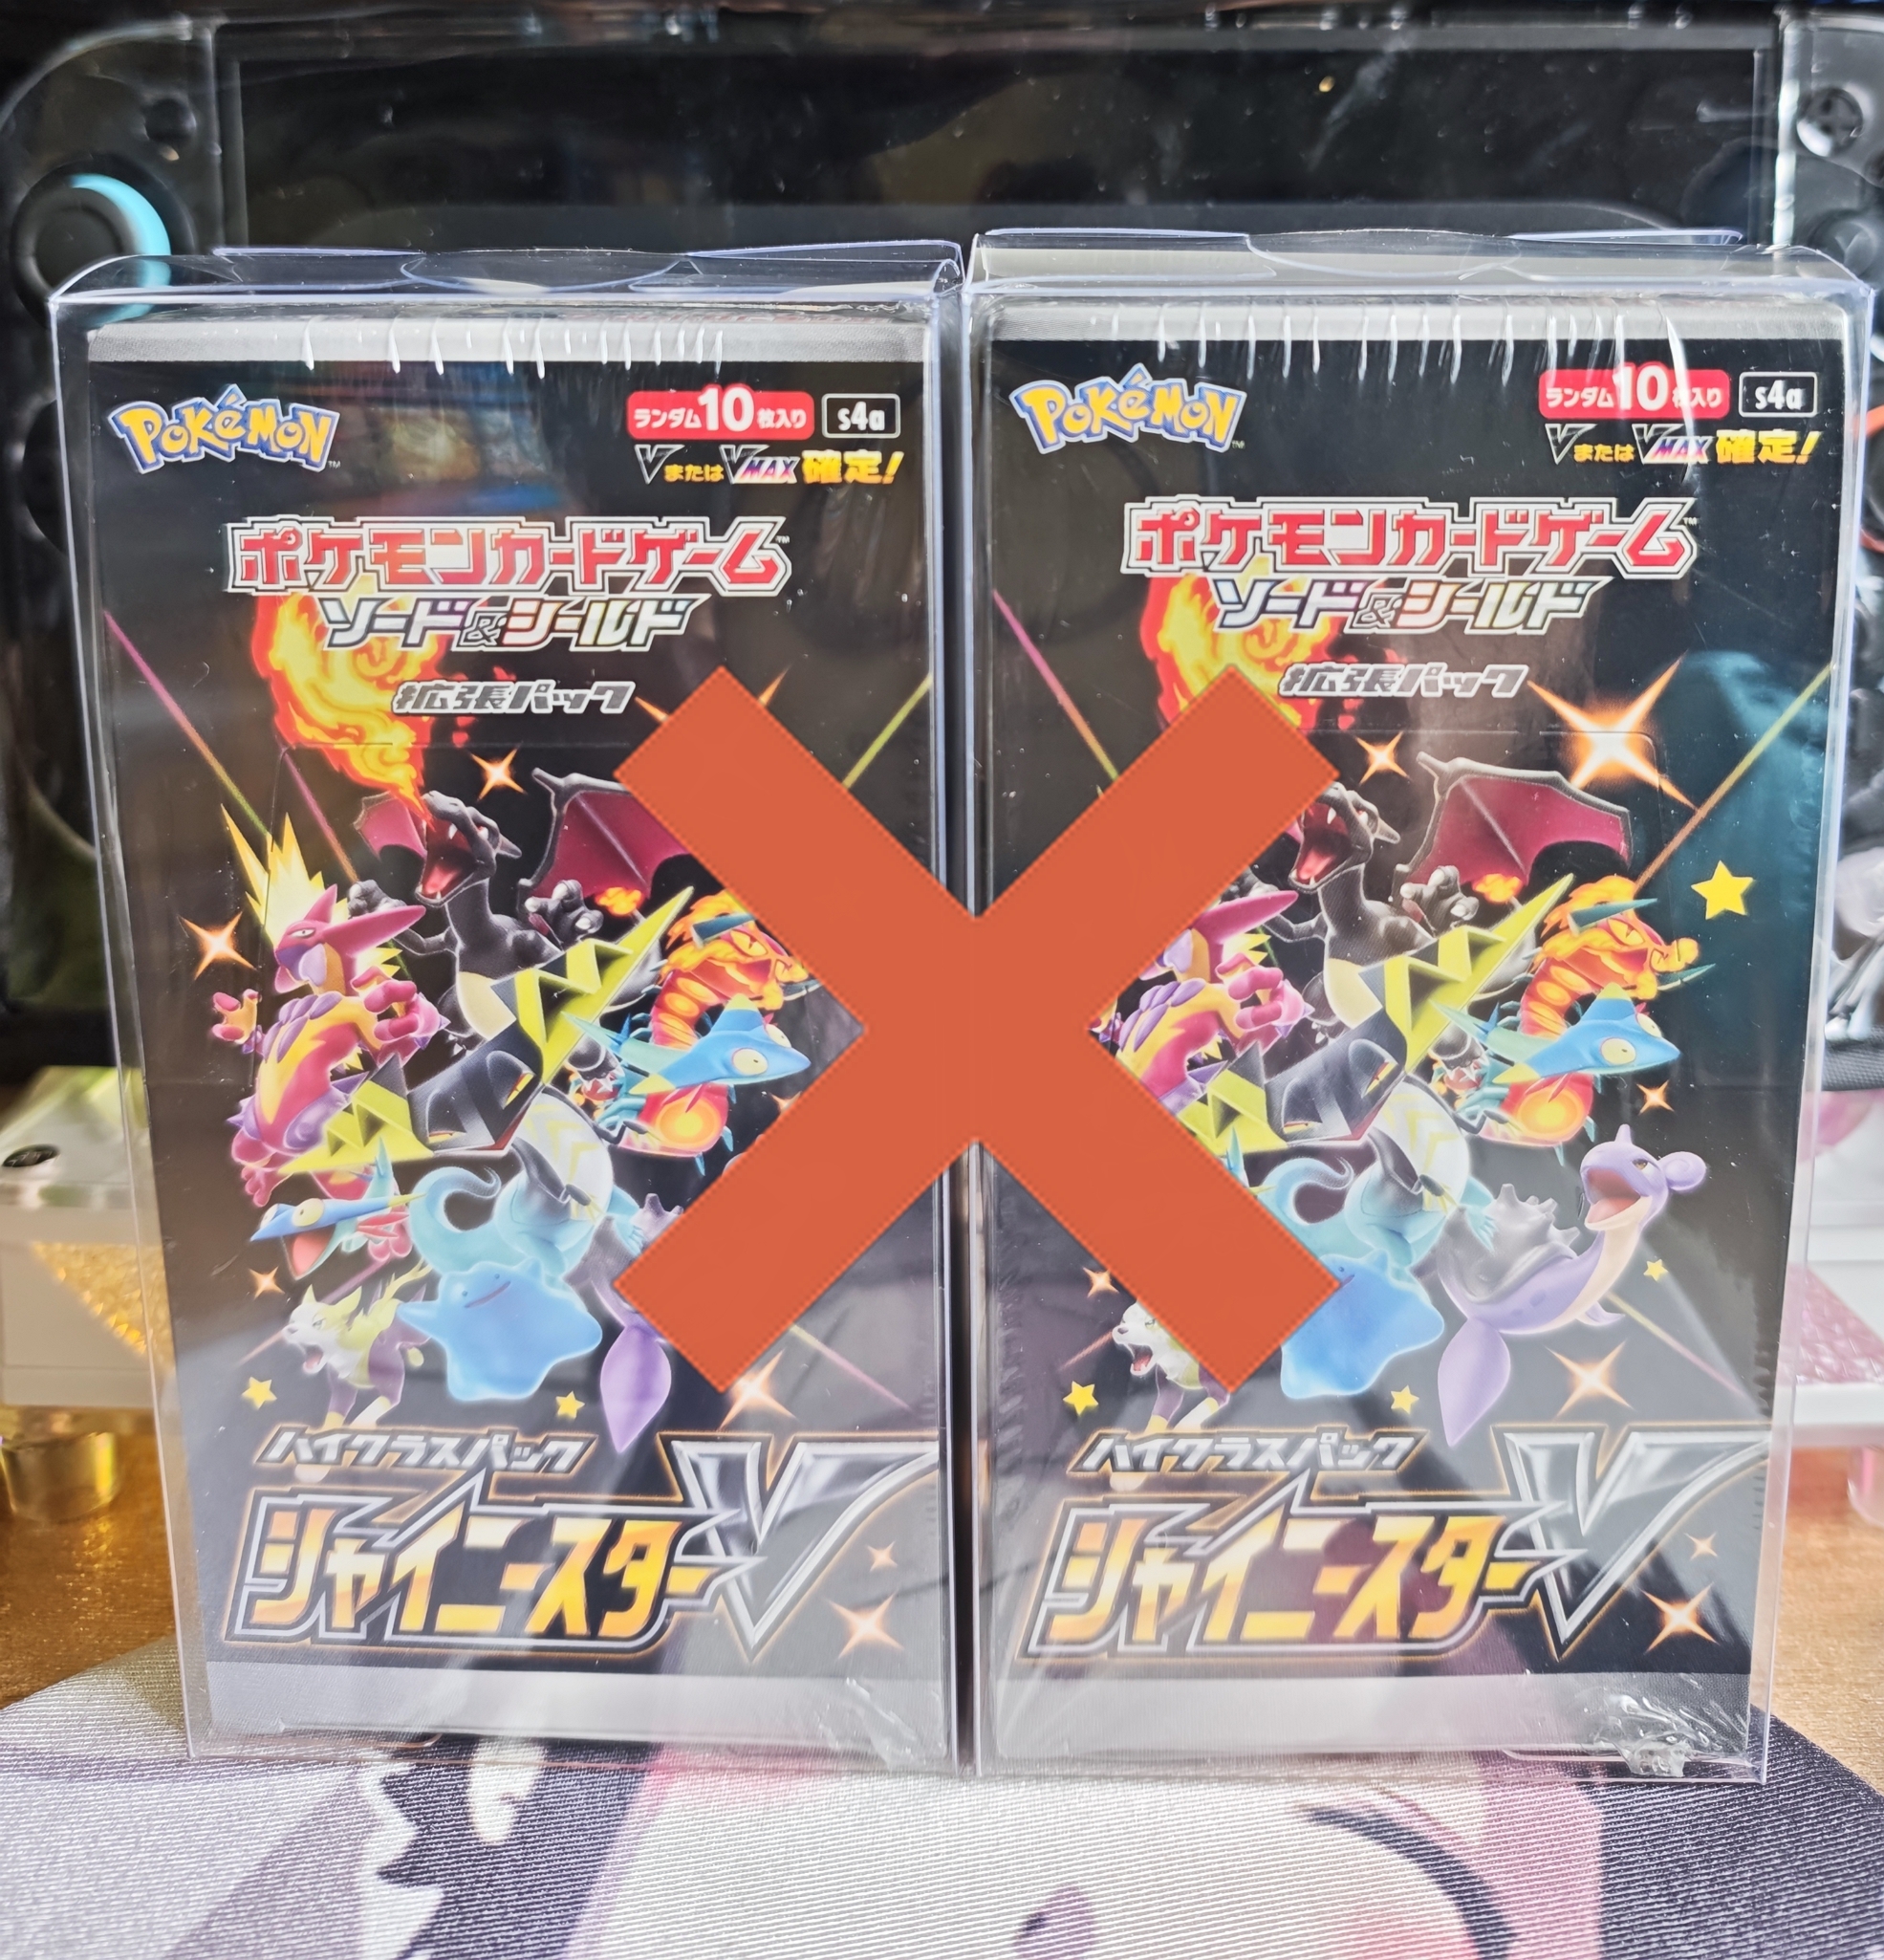 Pokémon
ランダム10枚入り s4a
VまたはVMAX確定!
ポケモンカードゲーム
ソード&シールド
拡張パック
ハイクラスパック
シャイニースターV
Pokémon
ランダム10枚入り s4a
VまたはVMAX確定!
ポケモンカードゲーム
ソード&シールド
拡張パック
ハイクラスパック
シャイニースターV